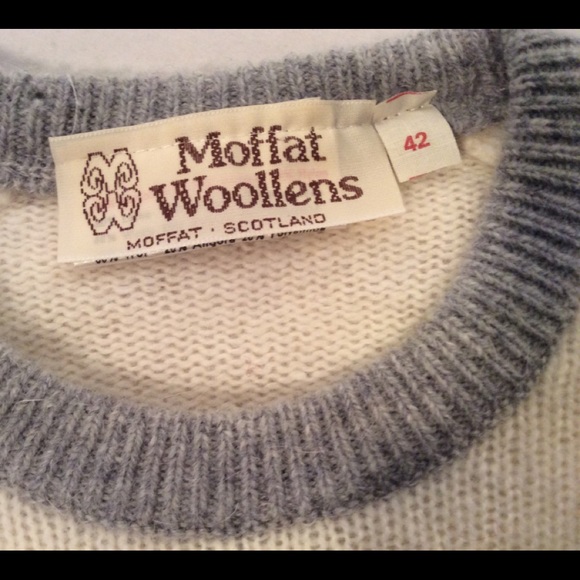 Moffat
Woollens
MOFFAT · SCOTLAND
42